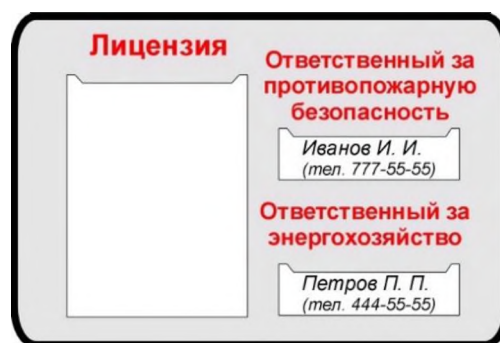 Лицензия
Ответственный за
противопожарную
безопасность
Иванов И. И.
(тел. 777-55-55)
Ответственный за
энергохозяйство
Петров П. П.
(тел. 444-55-55)